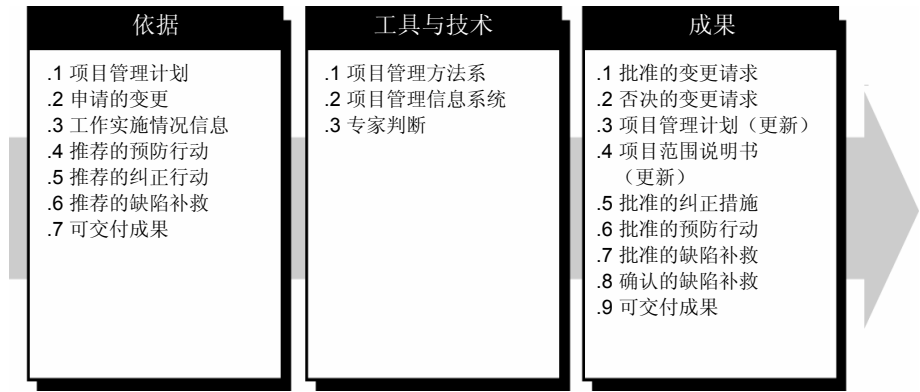 依据
.1 项目管理计划
.2 申请的变更
.3 工作实施情况信息
.4 推荐的预防行动
.5 推荐的纠正行动
.6 推荐的缺陷补救
.7 可交付成果
工具与技术
.1 项目管理方法系
.2 项目管理信息系统
.3 专家判断
成果
.1 批准的变更请求
.2 否决的变更请求
.3 项目管理计划（更新）
.4 项目范围说明书
（更新）
.5 批准的纠正措施
.6 批准的预防行动
.7 批准的缺陷补救
.8 确认的缺陷补救
.9 可交付成果